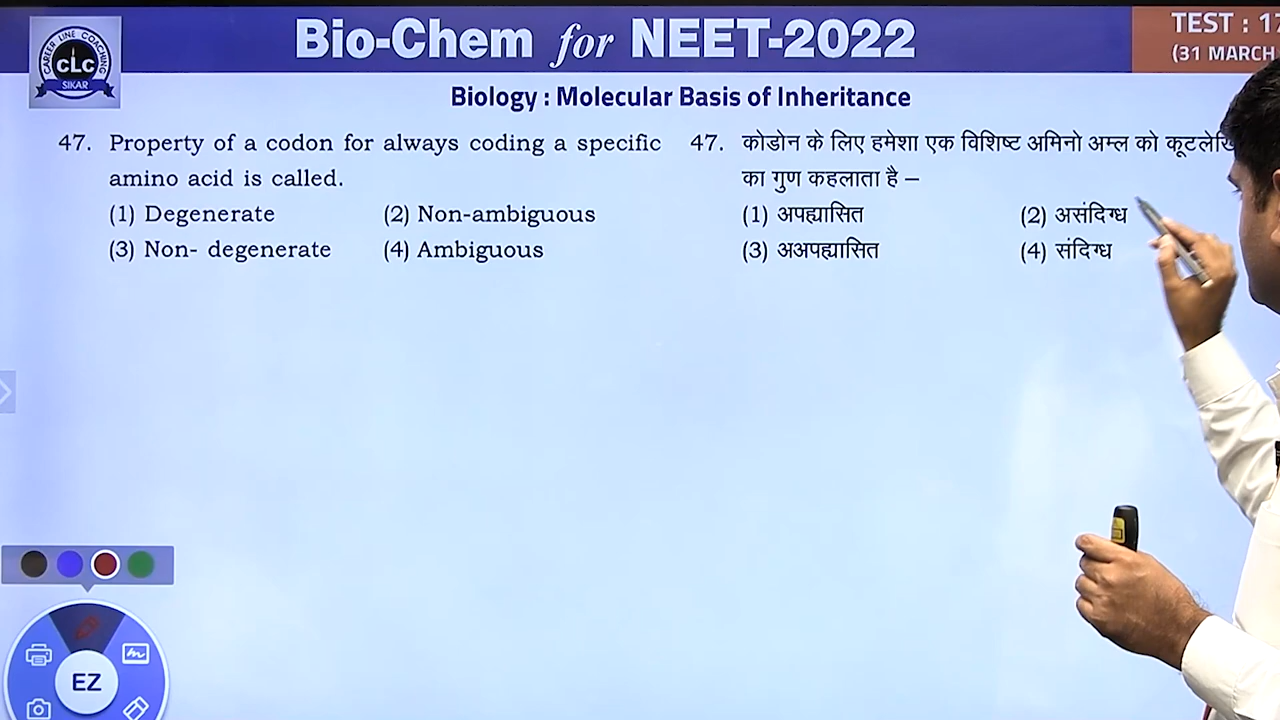 CAREER LINE COACHING
CLC
SIKAR
Bio-Chem for NEET-2022
TEST : 17
(31 MARCH
Biology : Molecular Basis of Inheritance
47. Property of a codon for always coding a specific
amino acid is called.
(1) Degenerate (2) Non-ambiguous
(3) Non- degenerate (4) Ambiguous
47. कोडोन के लिए हमेशा एक विशिष्ट अमिनो अम्ल को
का गुण कहलाता है –
(1) अपह्यासित (2) असंदिग्ध
(3) अअपह्यासित (4) संदिग्ध
EZ